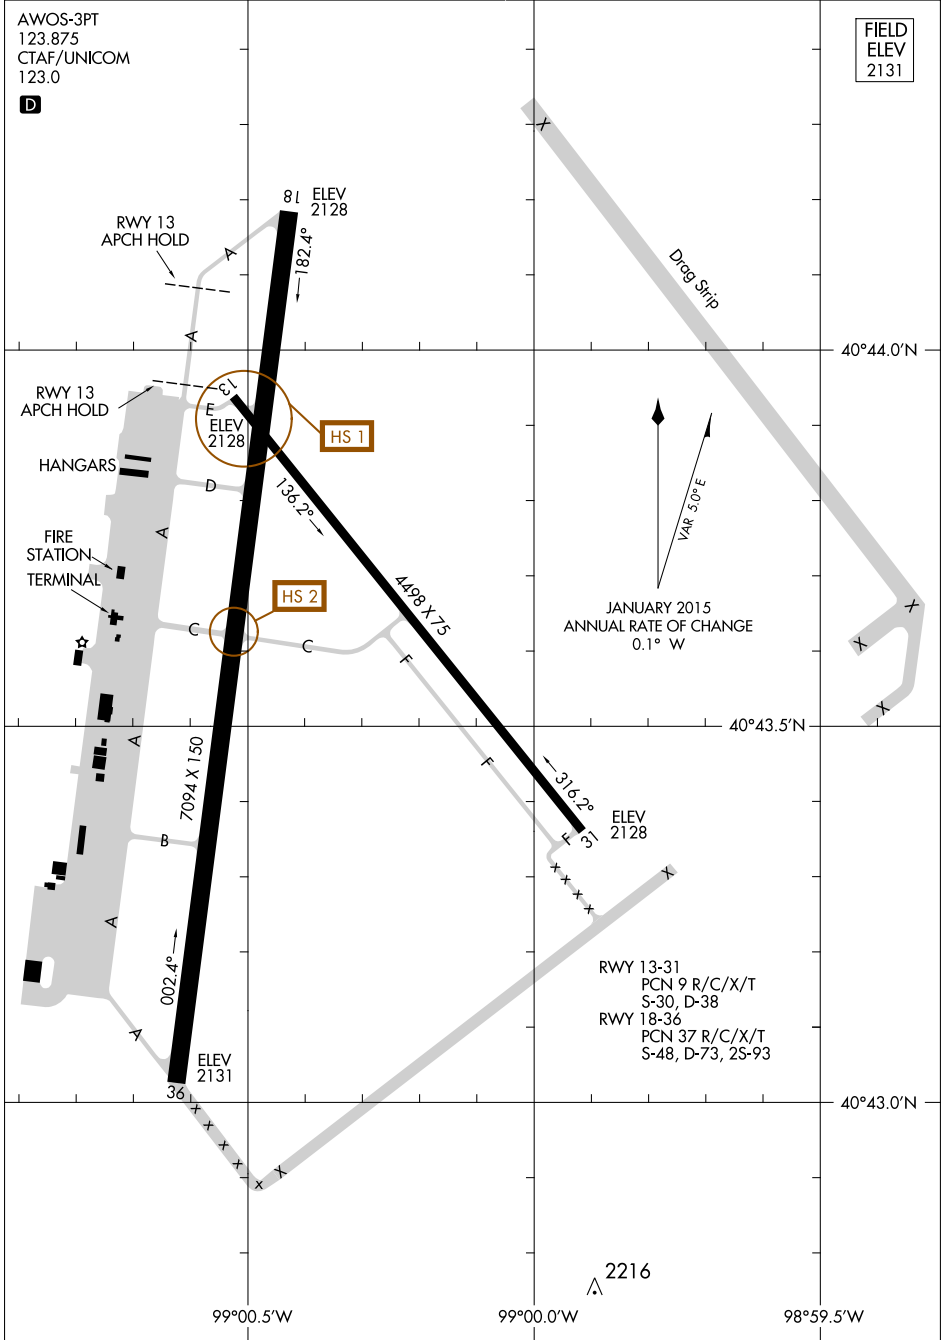 AWOS-3PT
123.875
CTAF/UNICOM
123.0
D
FIELD
ELEV
2131
18
ELEV
2128
RWY 13
APCH HOLD
A
182.4°
Drag Strip
X
A
40°44.0'N
RWY 13
APCH HOLD
13
E
ELEV
2128
HS 1
HANGARS
D
136.2°
VAR 5.0° E
A
FIRE
STATION
TERMINAL
HS 2
4498 X 75
JANUARY 2015
ANNUAL RATE OF CHANGE
0.1° W
C
C
F
X
X
X
40°43.5'N
A
7094 X 150
F
316.2°
ELEV
2128
31
F
B
X
X
X
X
X
A
002.4°
RWY 13-31
PCN 9 R/C/X/T
S-30, D-38
RWY 18-36
PCN 37 R/C/X/T
S-48, D-73, 2S-93
A
ELEV
2131
36
40°43.0'N
X
X
X
X
X
X
2216
99°00.5'W
99°00.0'W
98°59.5'W